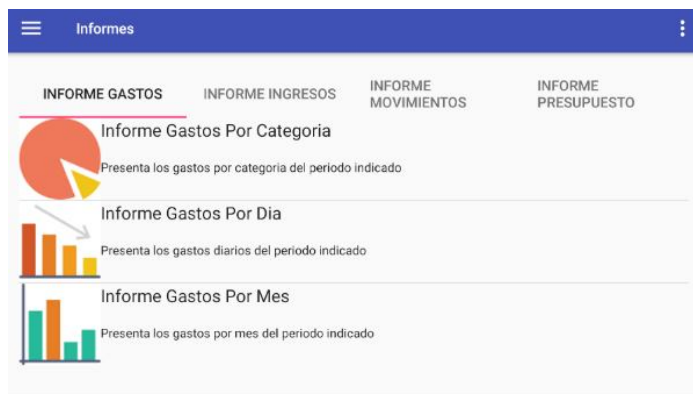 Informes
INFORME GASTOS
INFORME INGRESOS
INFORME
MOVIMIENTOS
INFORME
PRESUPUESTO
Informe Gastos Por Categoria
Presenta los gastos por categoria del periodo indicado
Informe Gastos Por Dia
Presenta los gastos diarios del periodo indicado
Informe Gastos Por Mes
Presenta los gastos por mes del periodo indicado